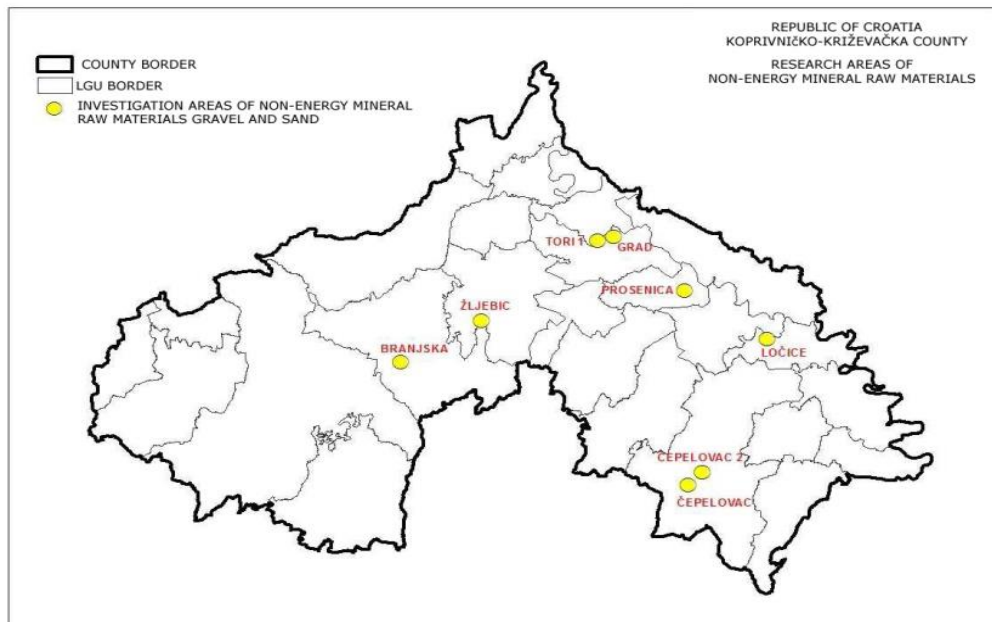 REPUBLIC OF CROATIA
KOPRIVNIčKO-KRIŽEVAČKA COUNTY
RESEARCH AREAS OF
NON-ENERGY MINERAL RAW MATERIALS
COUNTY BORDER
LGU BORDER
INVESTIGATION AREAS OF NON-ENERGY MINERAL
RAW MATERIALS GRAVEL AND SAND
TORI 1
GRAD
PROSENICA
ŽLJEBIC
BRANJSKA
LOČICE
ČEPELOVAC 2
ČEPELOVAC